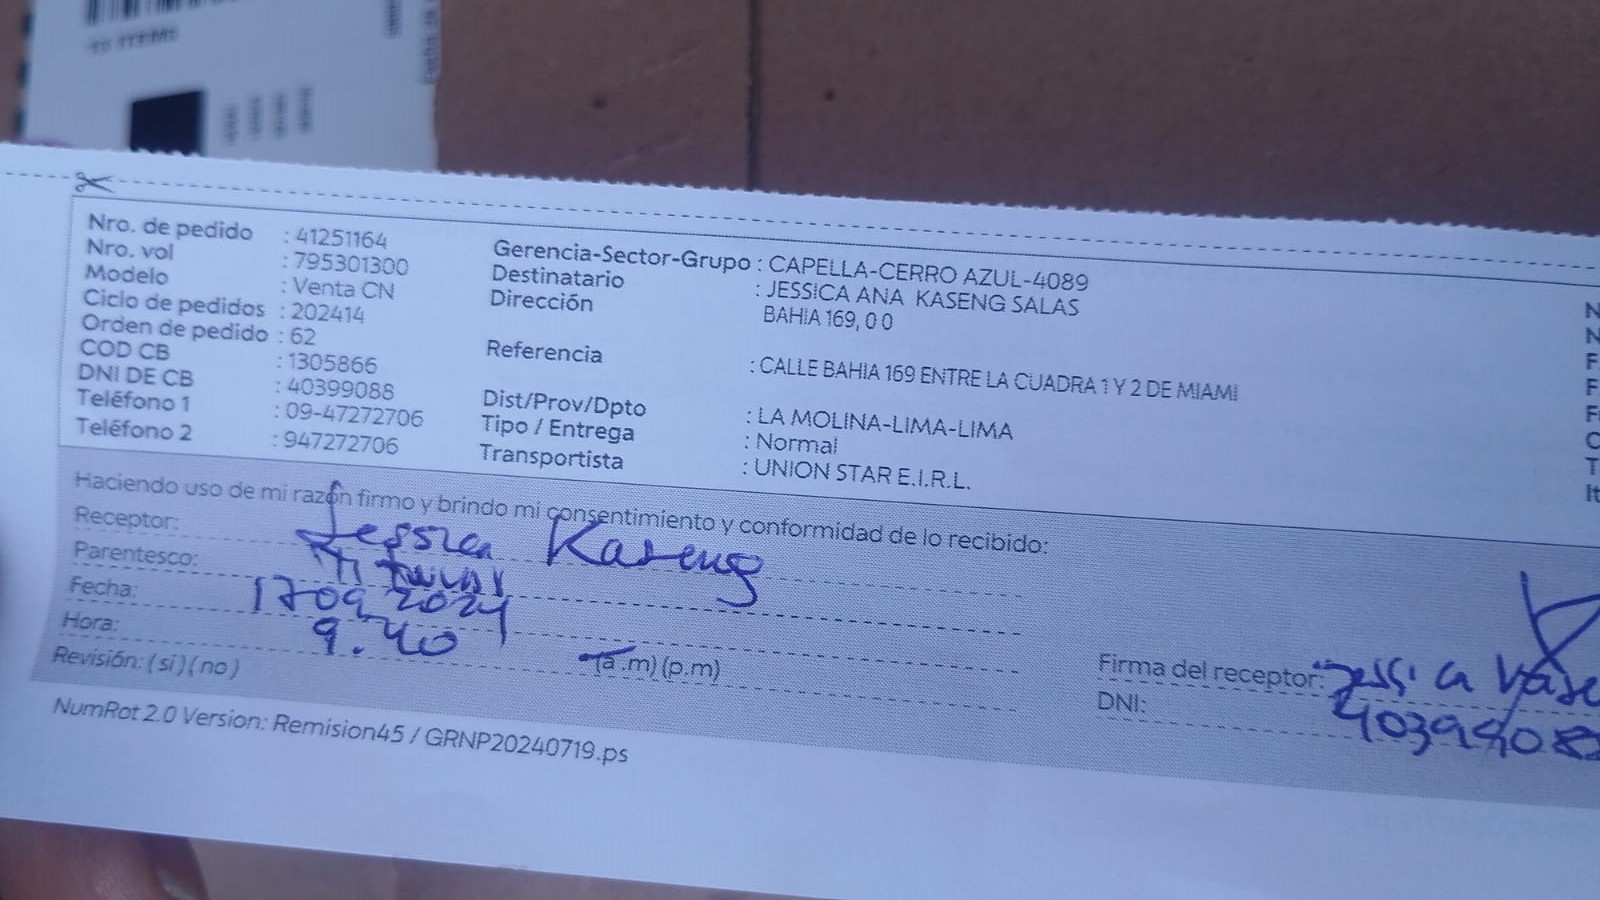 10 ITEMS
Nro. de pedido : 41251164
Nro. vol : 795301300
Modelo : Venta CN
Ciclo de pedidos : 202414
Orden de pedido : 62
COD CB : 1305866
DNI DE CB : 40399088
Teléfono 1 : 09-47272706
Teléfono 2 : 947272706
Gerencia-Sector-Grupo : CAPELLA-CERRO AZUL-4089
Destinatario : JESSICA ANA KASENG SALAS
Dirección BAHIA 169, 0 0
Referencia : CALLE BAHIA 169 ENTRE LA CUADRA 1 Y 2 DE MIAMI
Dist/Prov/Dpto : LA MOLINA-LIMA-LIMA
Tipo / Entrega : Normal
Transportista : UNION STAR E.I.R.L.
Haciendo uso de mi razón firmo y brindo mi consentimiento y conformidad de lo recibido:
Receptor: Jessica Kaseng
Parentesco: Titular
Fecha: 17 09 2024
Hora: 9.40 (a.m)(p.m)
Revisión: (si)(no)
Firma del receptor: Jessica Kase
DNI: 4039908
NumRot 2.0 Version: Remision45 / GRNP20240719.ps